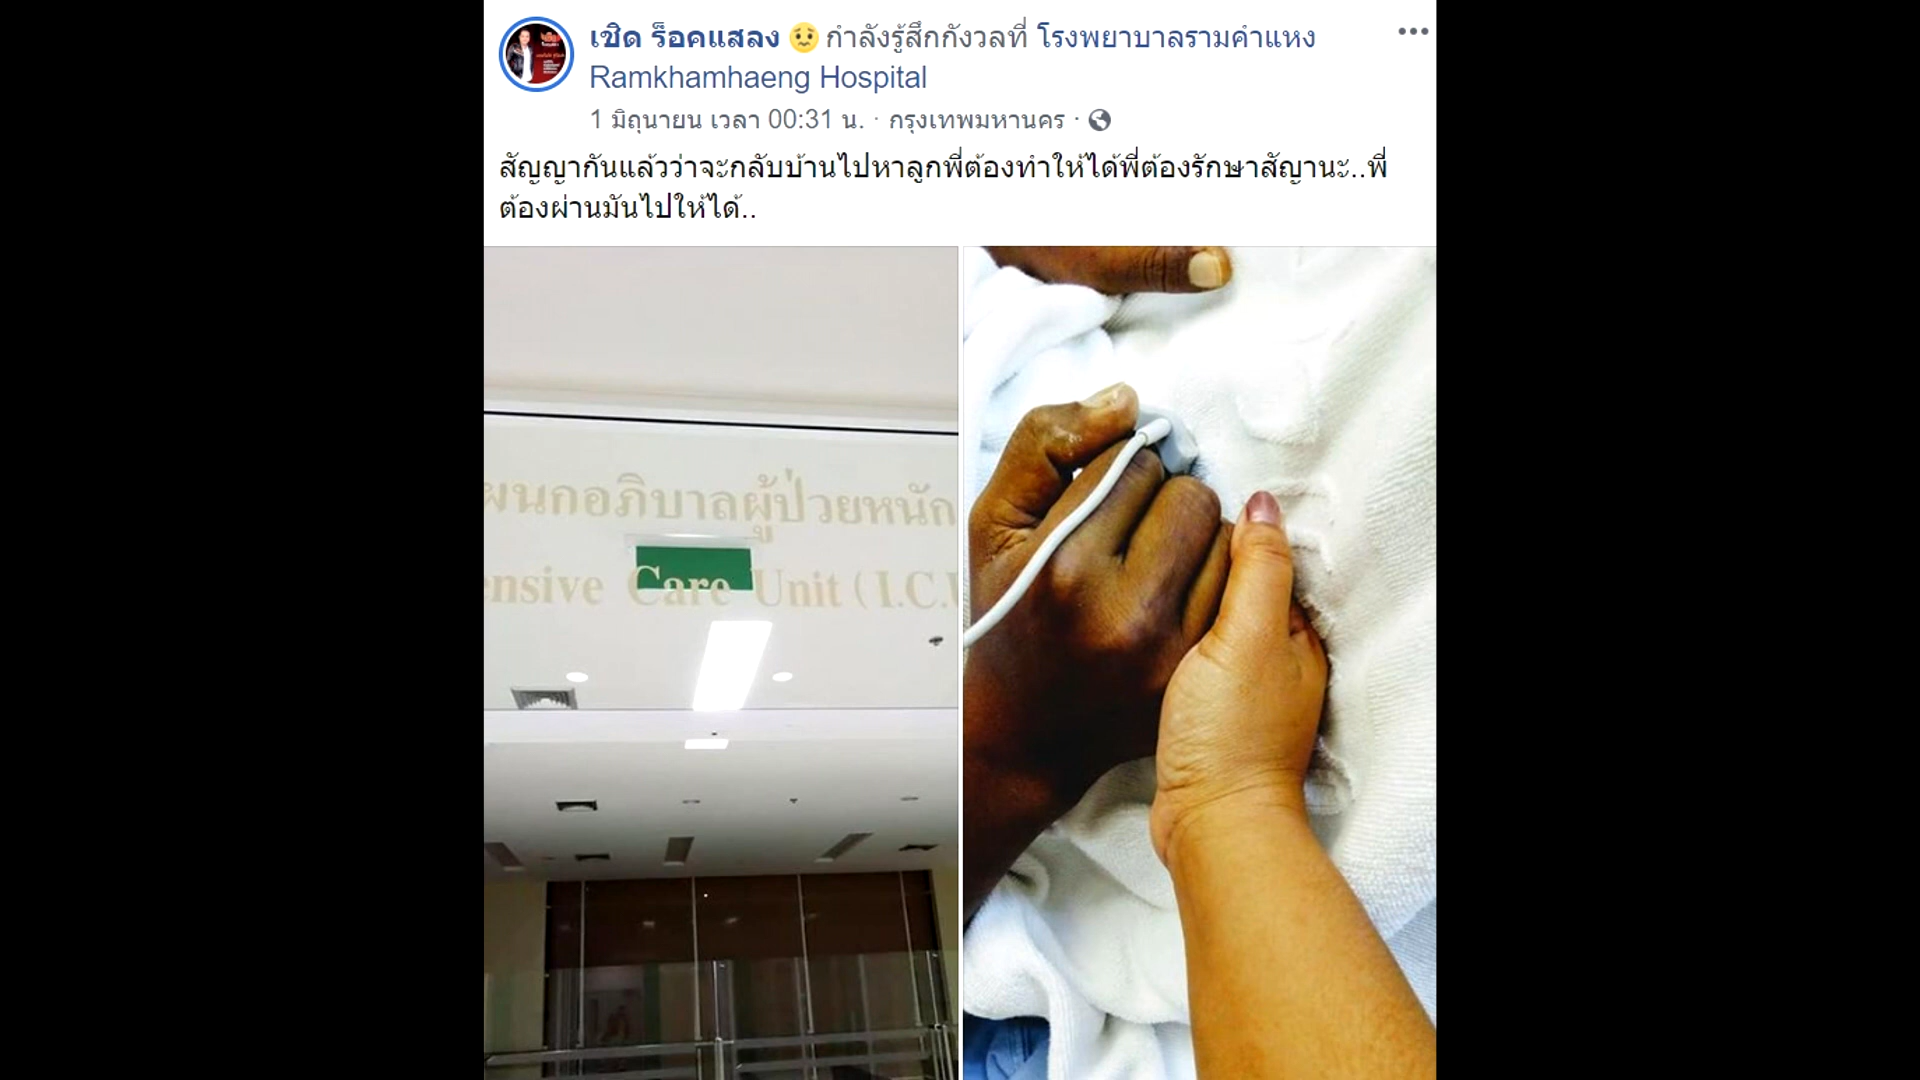 เชิด ร็อคแสลง 😟 กำลังรู้สึกกังวลที่ โรงพยาบาลรามคำแหง
Ramkhamhaeng Hospital
1 มิถุนายน เวลา 00:31 น. · กรุงเทพมหานคร ·
สัญญากันแล้วว่าจะกลับบ้านไปหาลูกพี่ต้องทำให้ได้พี่ต้องรักษาสัญานะ..พี่
ต้องผ่านมันไปให้ได้..
ผนกอภิบาลผู้ป่วยหนัก
ensive Care Unit (I.C.U